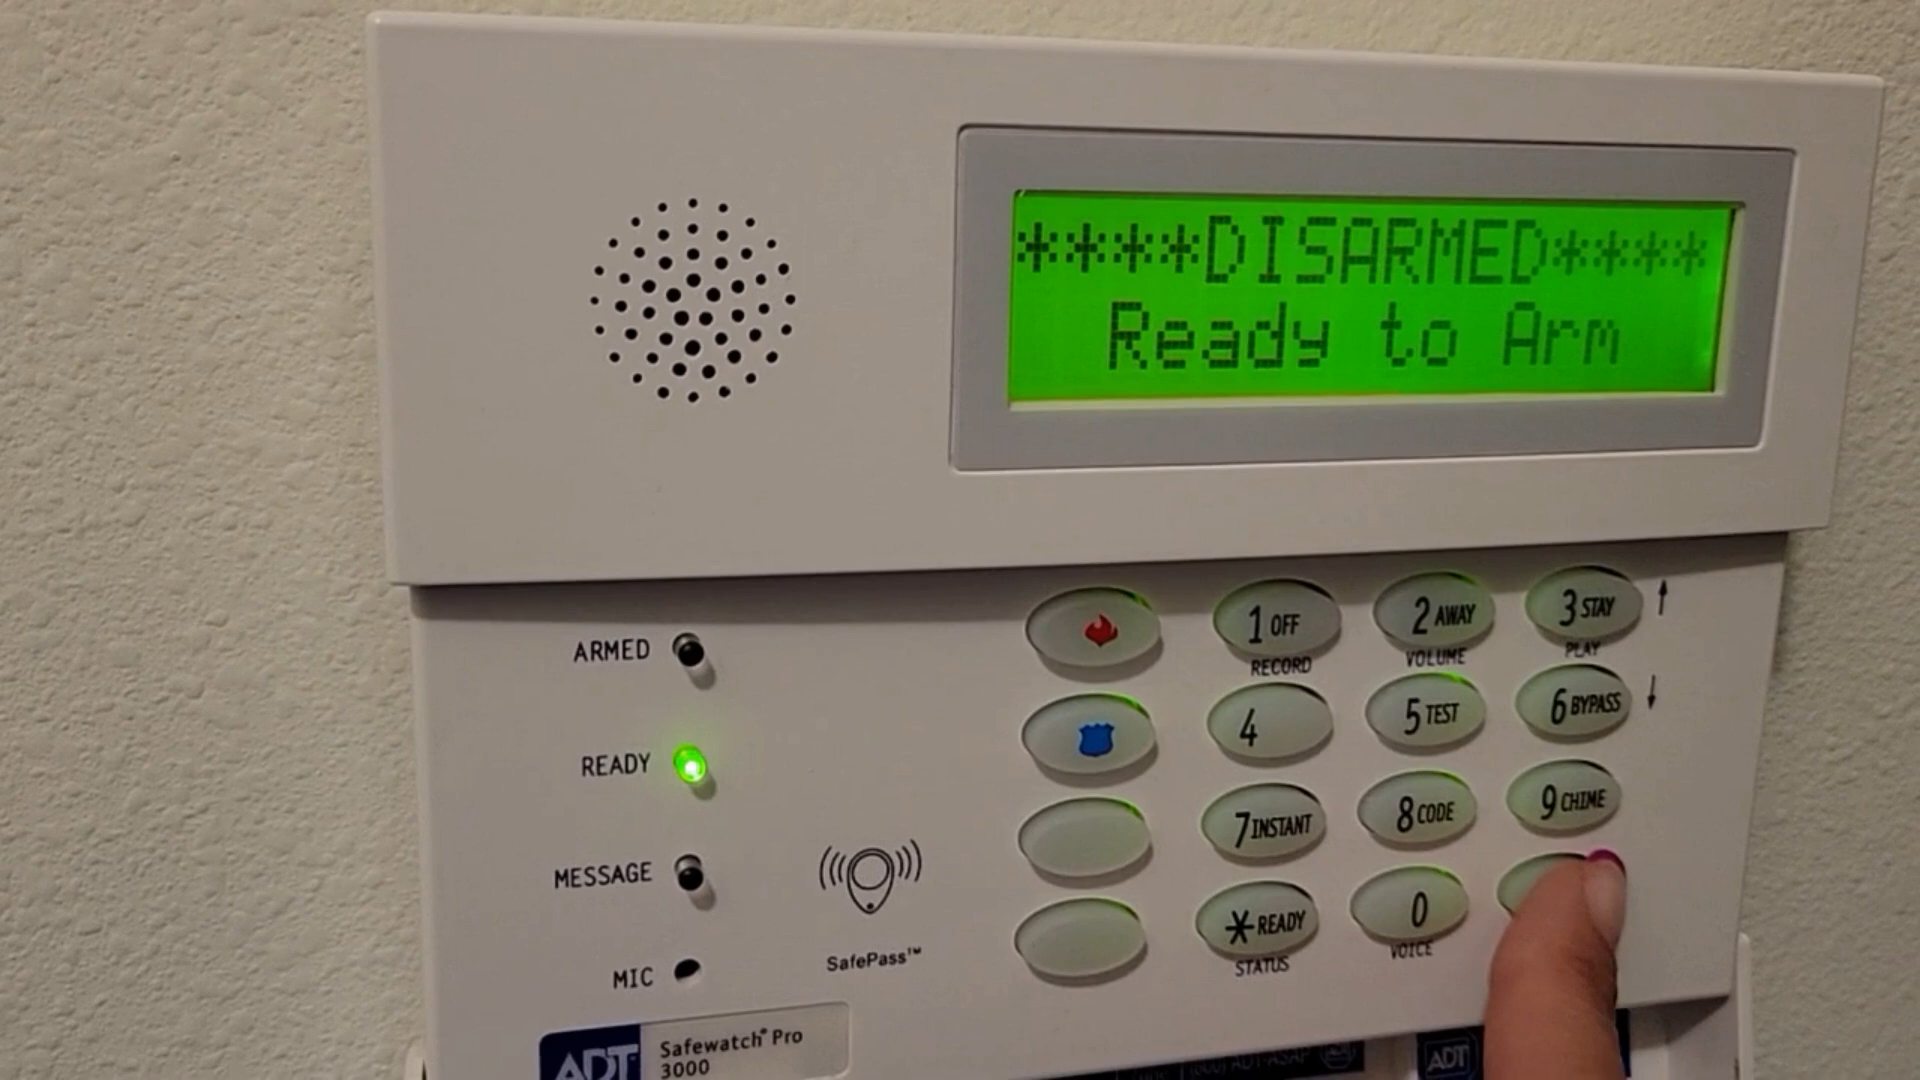 ****DISARMED****
Ready to Arm
ARMED
READY
MESSAGE
MIC
SafePass™
1 OFF
RECORD
2 AWAY
VOLUME
3 STAY
PLAY
↑
4
5 TEST
6 BYPASS
↓
7 INSTANT
8 CODE
9 CHIME
* READY
STATUS
0
VOICE
ADT
Safewatch® Pro
3000
ADT